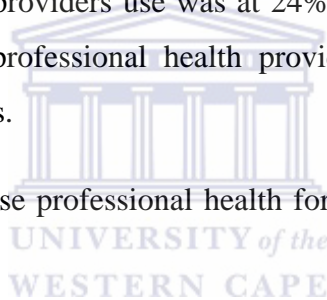 providers use was at 24%
professional health provi
s.
se professional health for
UNIVERSITY of the
WESTERN CAPE